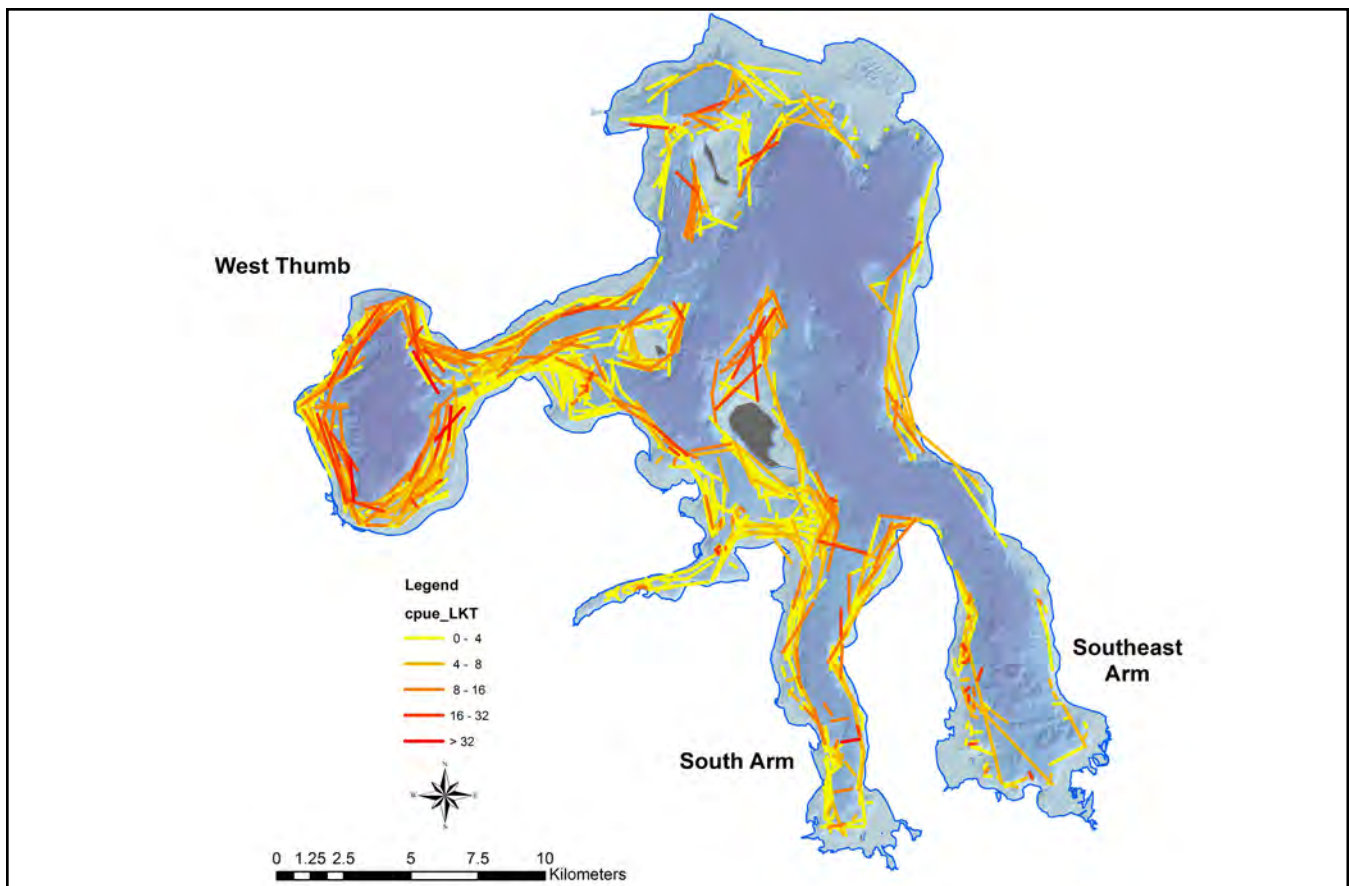 West Thumb
Legend
cpue_LKT
0 - 4
4 - 8
8 - 16
16 - 32
> 32
Southeast
Arm
South Arm
N
W
E
S
0 1.25 2.5 5 7.5 10
Kilometers